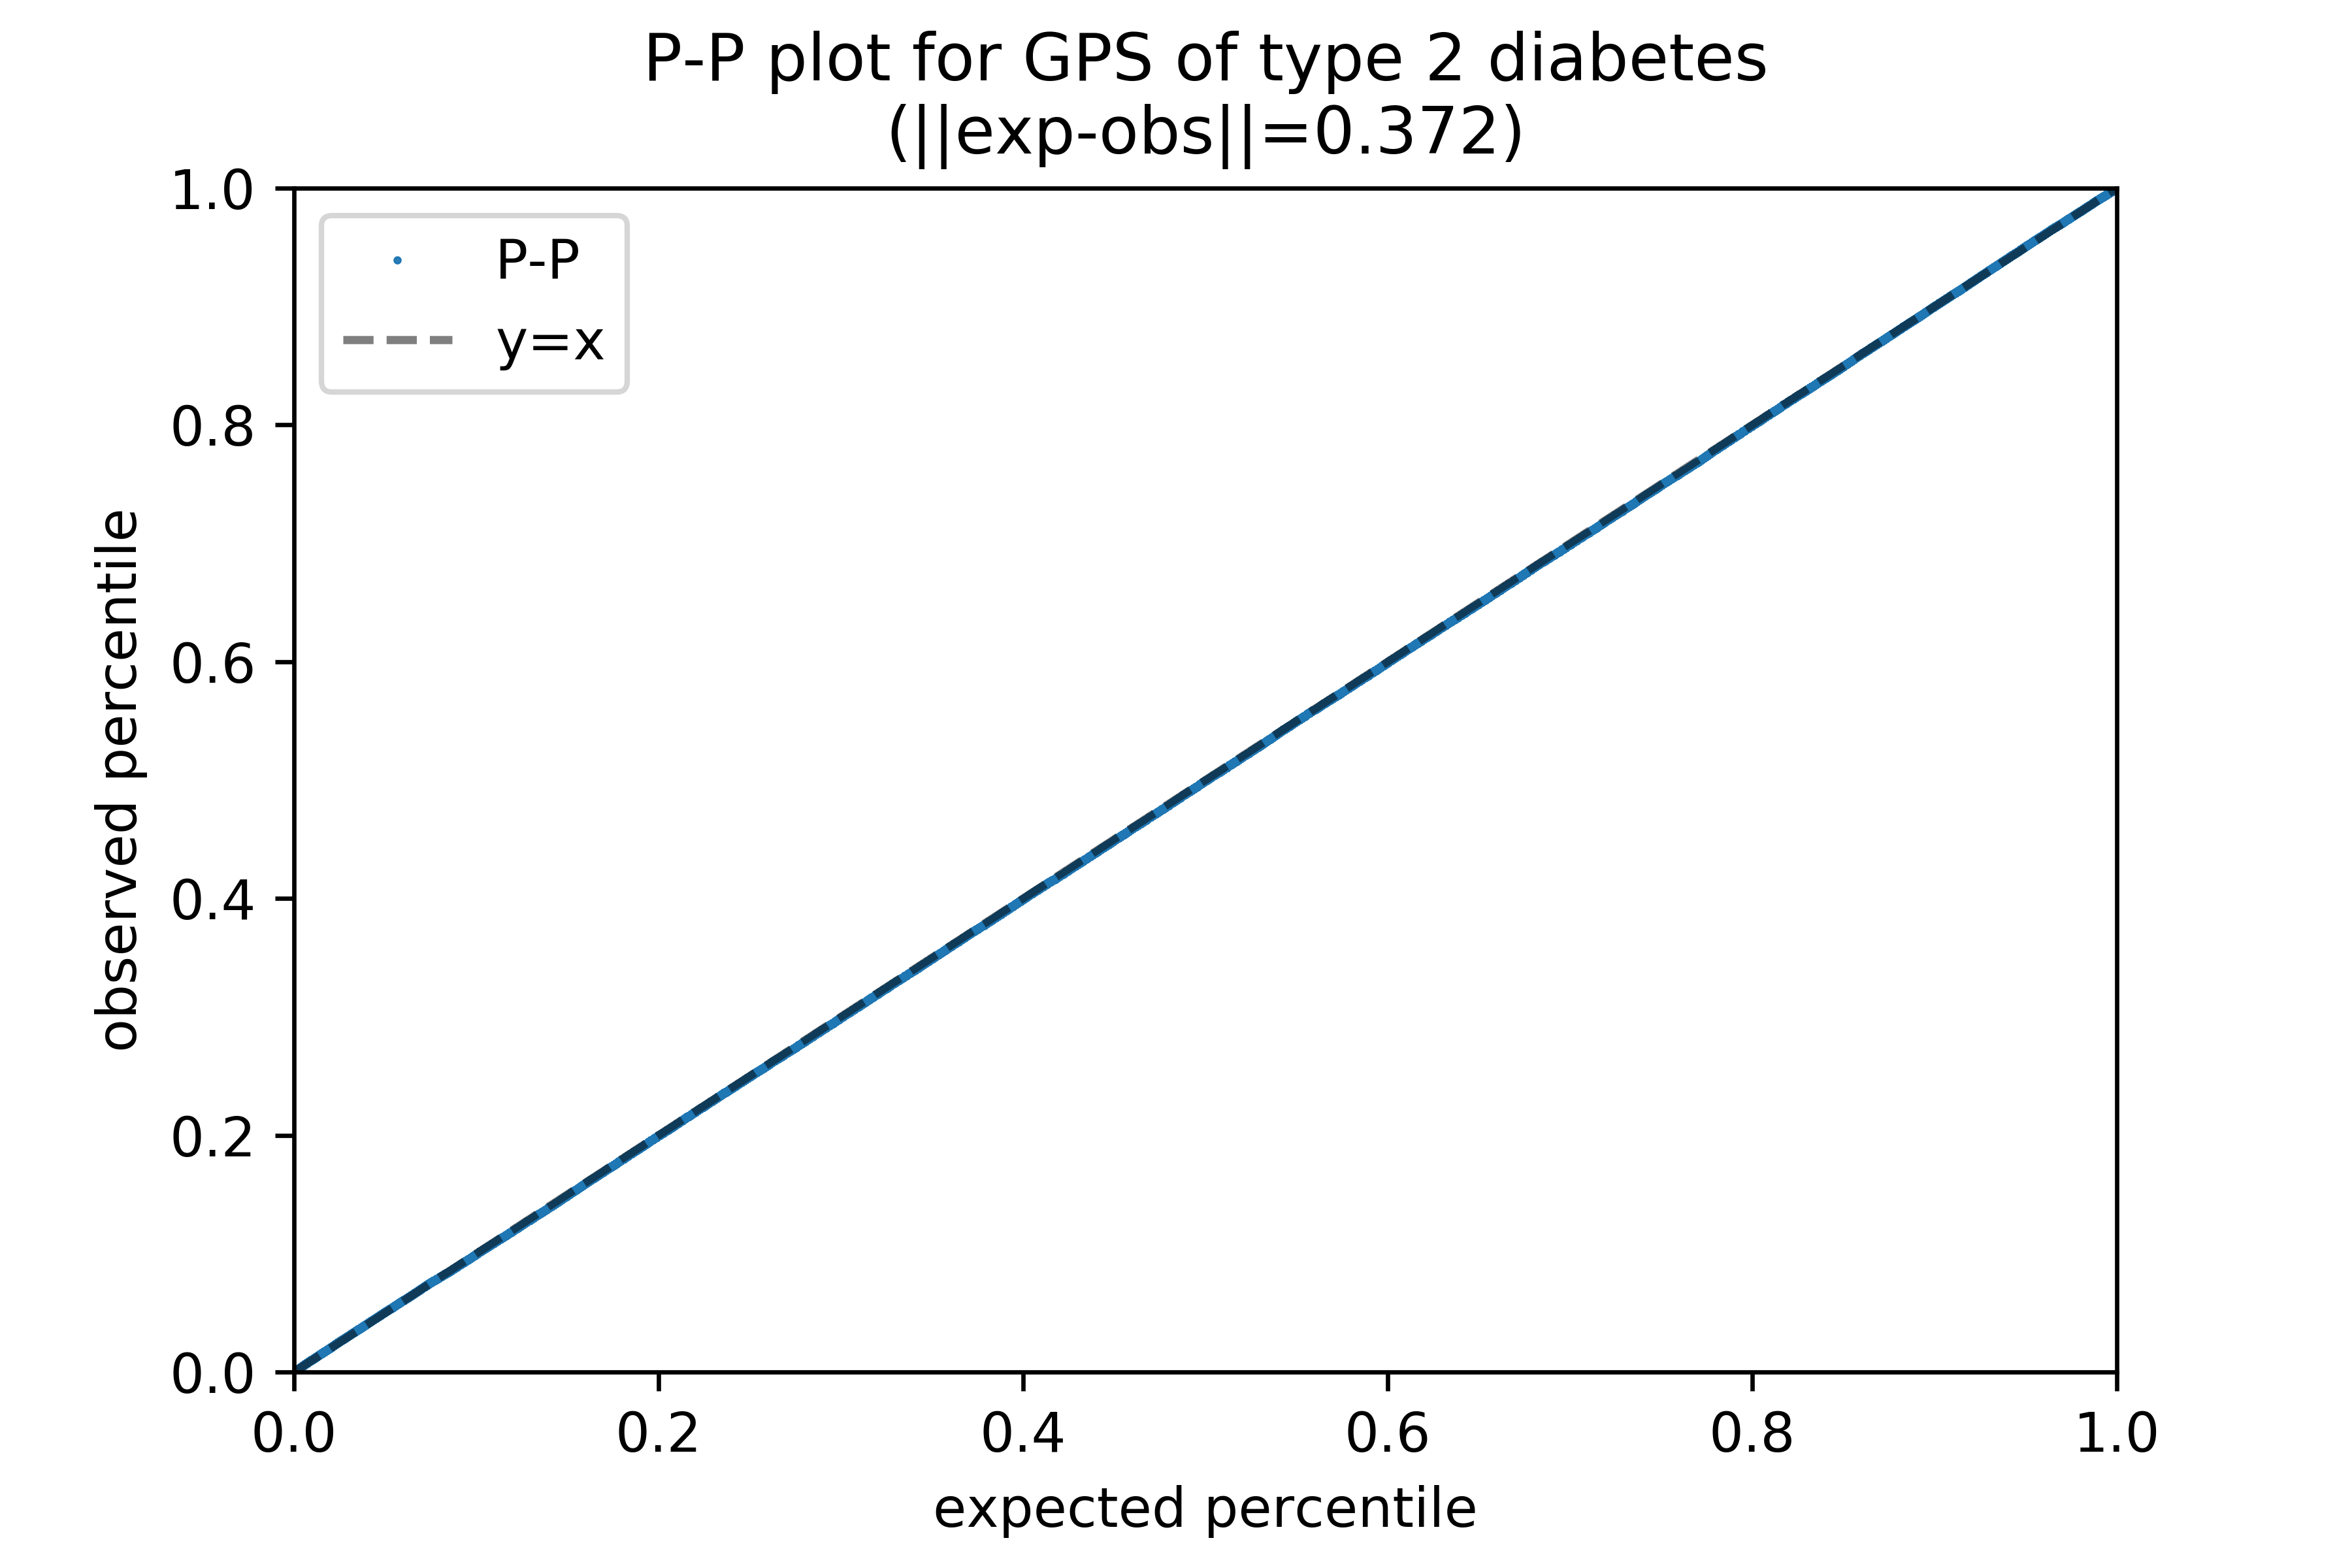 P-P plot for GPS of type 2 diabetes
(||exp-obs||=0.372)
P-P
y=x
1.0
0.8
0.6
0.4
0.2
0.0
observed percentile
0.0 0.2 0.4 0.6 0.8 1.0
expected percentile